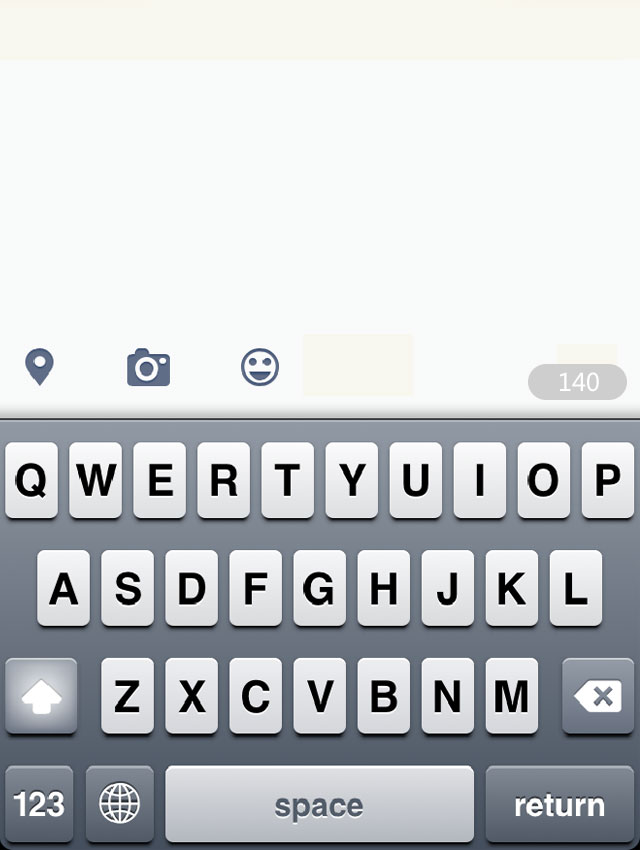 140
Q W E R T Y U I O P
A S D F G H J K L
Z X C V B N M
123 space return